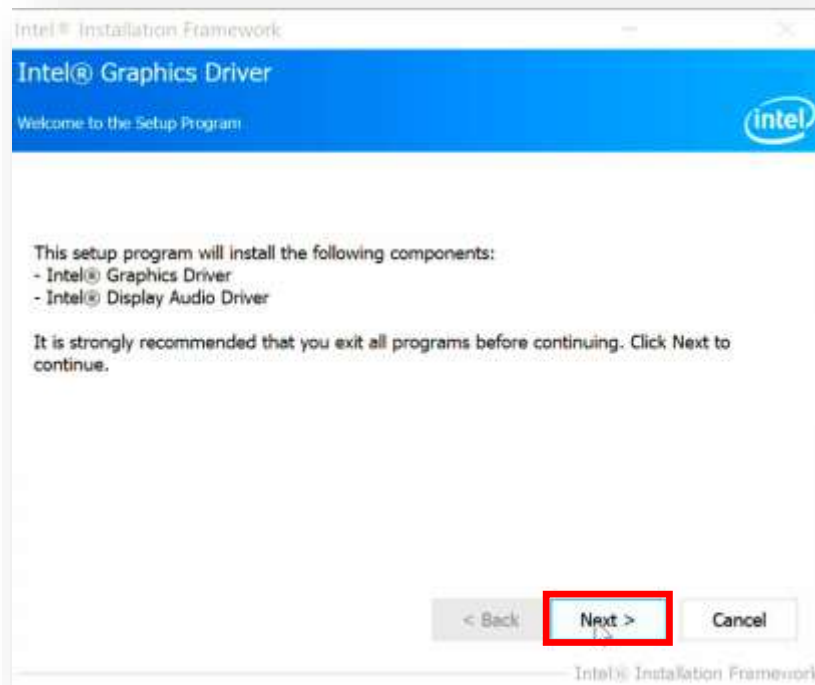 Intel® Installation Framework
Intel® Graphics Driver
Welcome to the Setup Program
intel
This setup program will install the following components:
- Intel® Graphics Driver
- Intel® Display Audio Driver
It is strongly recommended that you exit all programs before continuing. Click Next to
continue.
< Back Next > Cancel
Intel® Installation Framework